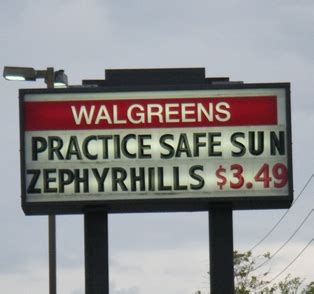 WALGREENS
PRACTICE SAFE SUN
ZEPHYRHILLS $3.49